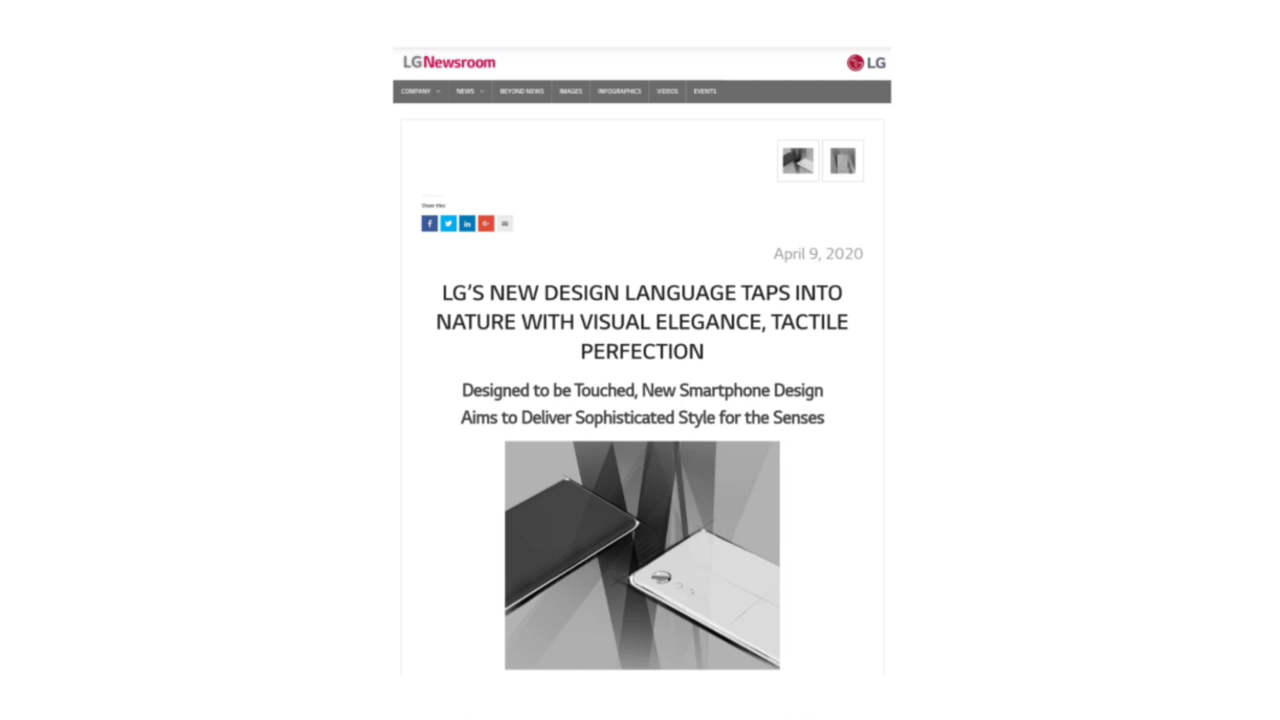 LGNewsroom
LG
COMPANY NEWS BEYOND NEWS IMAGES INFOGRAPHICS VIDEOS EVENTS
Share this:
April 9, 2020
LG'S NEW DESIGN LANGUAGE TAPS INTO
NATURE WITH VISUAL ELEGANCE, TACTILE
PERFECTION
Designed to be Touched, New Smartphone Design
Aims to Deliver Sophisticated Style for the Senses